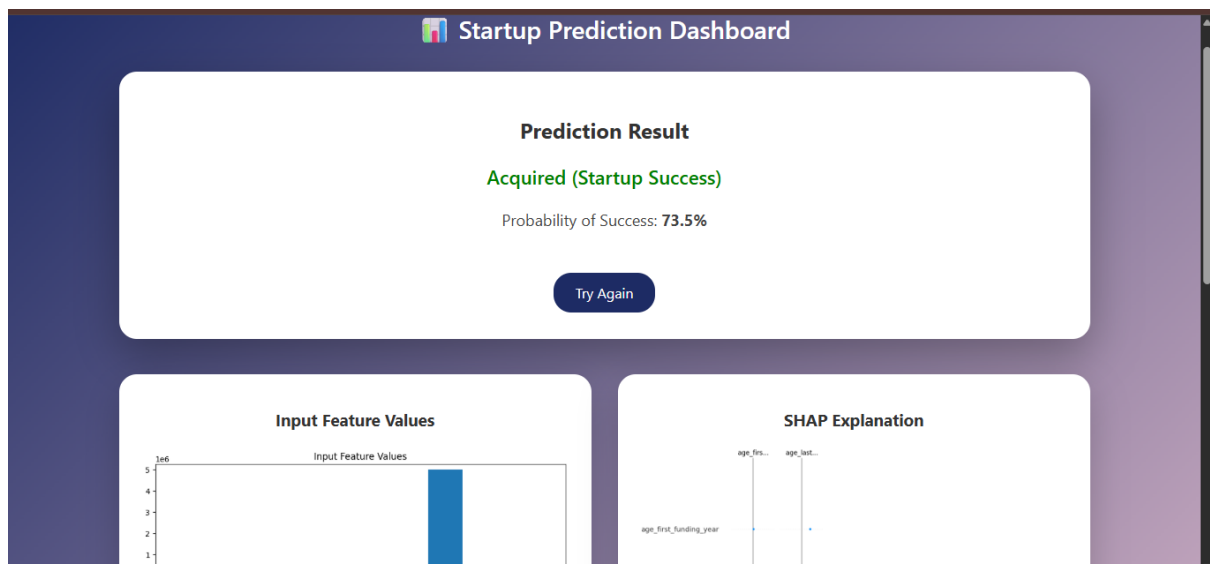 Startup Prediction Dashboard
Prediction Result
Acquired (Startup Success)
Probability of Success: 73.5%
Try Again
Input Feature Values
Input Feature Values
1e6
5
4
3
2
1
SHAP Explanation
age_firs... age_last...
age_first_funding_year